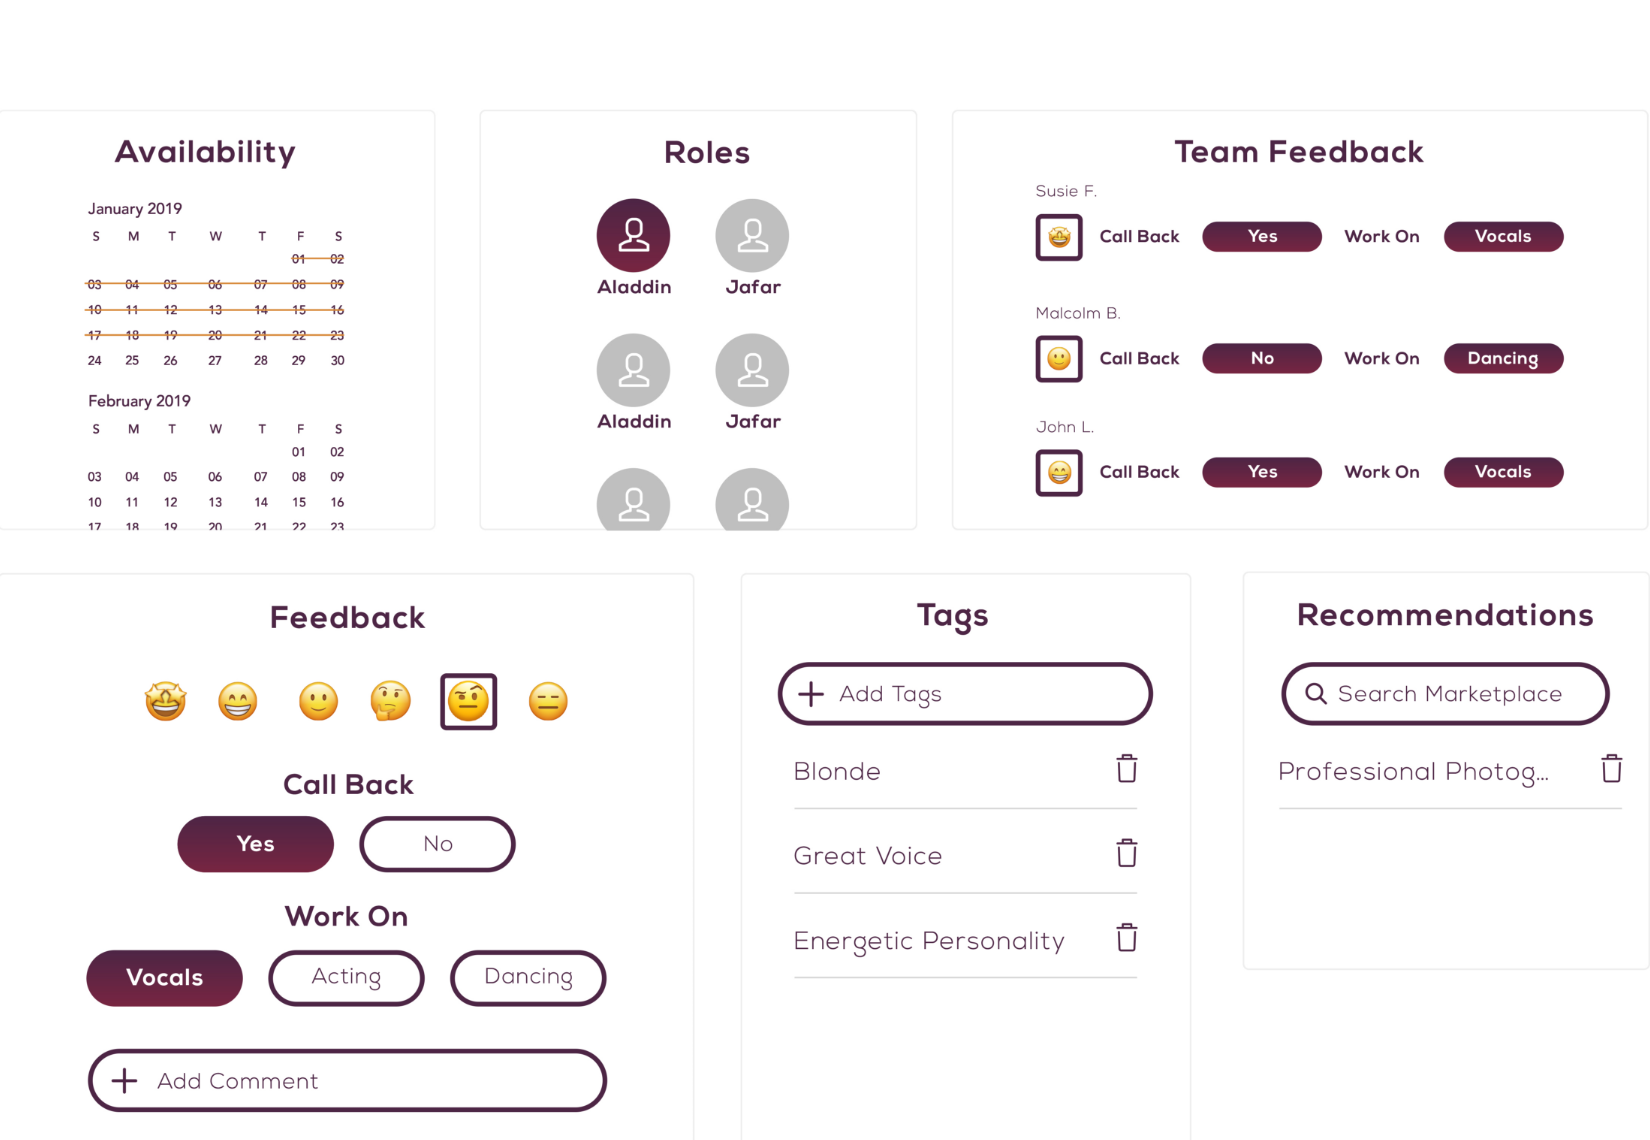 Availability
January 2019
S M T W T F S
01 02
03 04 05 06 07 08 09
10 11 12 13 14 15 16
17 18 19 20 21 22 23
24 25 26 27 28 29 30
February 2019
S M T W T F S
01 02
03 04 05 06 07 08 09
10 11 12 13 14 15 16
17 18 19 20 21 22 23
Roles
Aladdin Jafar
Aladdin Jafar
Team Feedback
Susie F.
Call Back Yes Work On Vocals
Malcolm B.
Call Back No Work On Dancing
John L.
Call Back Yes Work On Vocals
Feedback
Call Back
Yes No
Work On
Vocals Acting Dancing
Add Comment
Tags
Add Tags
Blonde
Great Voice
Energetic Personality
Recommendations
Search Marketplace
Professional Photog...